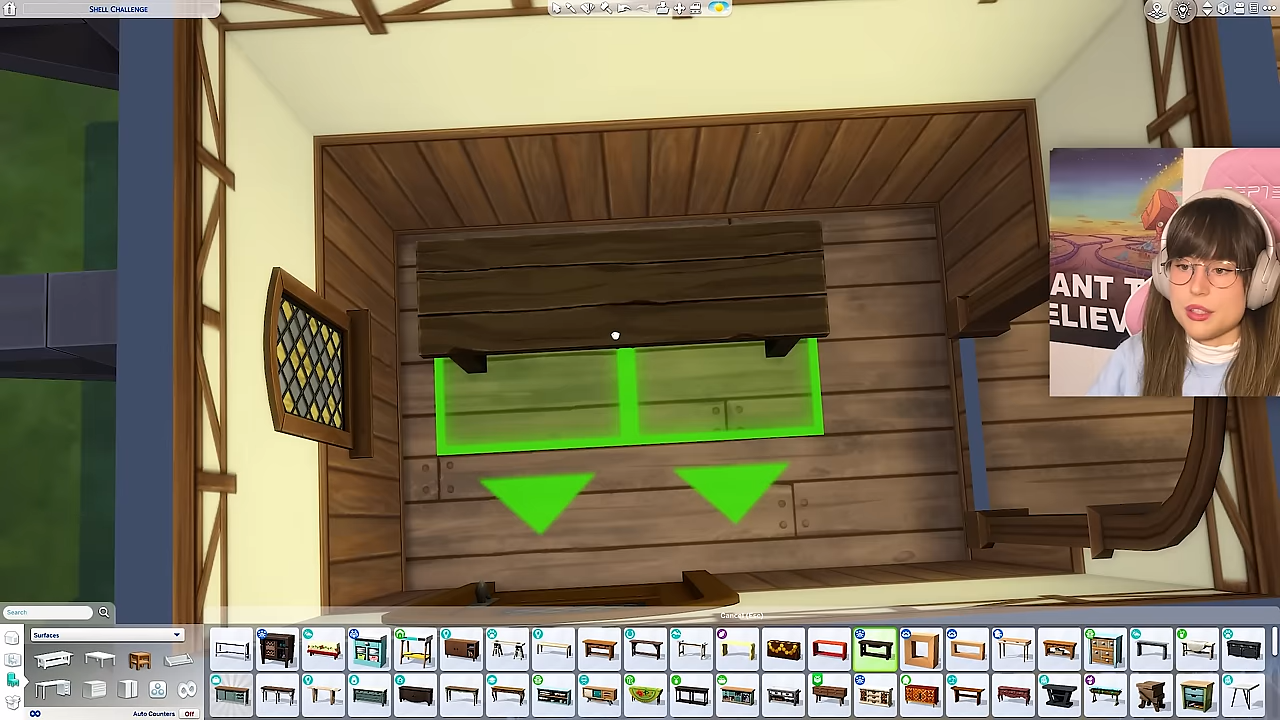 SHELL CHALLENGE
ANT T
ELIEV
Search
Surfaces
Auto Counters Off